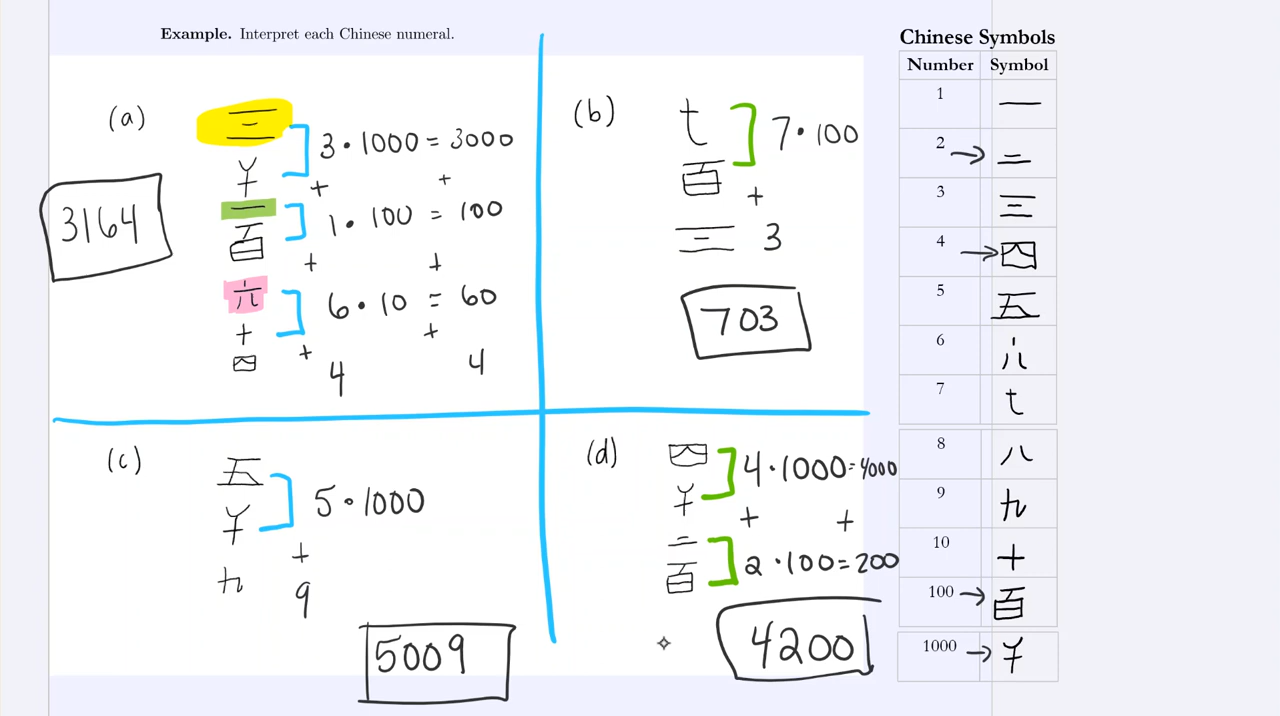 Example. Interpret each Chinese numeral.
(a)
三
千
一
百
六
十
四
3 · 1000 = 3000
+ +
1 · 100 = 100
+ +
6 · 10 = 60
+ +
4 4
3164
(b)
七
百
三
7 · 100
+
3
703
(c)
五
千
九
5 · 1000
+
9
5009
(d)
四
千
二
百
4 · 1000 = 4000
+ +
2 · 100 = 200
4200
Chinese Symbols
Number Symbol
1 一
2 → 二
3 三
4 → 四
5 五
6 六
7 七
8 八
9 九
10 十
100 → 百
1000 → 千